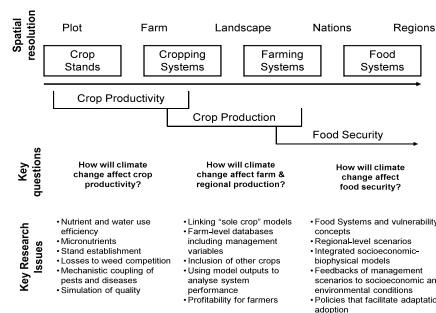 Spatial resolution
Plot Farm Landscape Nations Regions
Crop Stands
Cropping Systems
Farming Systems
Food Systems
Crop Productivity
Crop Production
Food Security
Key questions
How will climate change affect crop productivity?
How will climate change affect farm & regional production?
How will climate change affect food security?
Key Research Issues
• Nutrient and water use
efficiency
• Micronutrients
• Stand establishment
• Losses to weed competition
• Mechanistic coupling of
pests and diseases
• Simulation of quality
• Linking "sole crop" models
• Farm-level databases
including management
variables
• Inclusion of other crops
• Using model outputs to
analyse system
performance
• Profitability for farmers
• Food Systems and vulnerability
concepts
• Regional-level scenarios
• Integrated socioeconomic-
biophysical models
• Feedbacks of management
scenarios to socioeconomic an
environmental conditions
• Policies that facilitate adaptatio
adoption